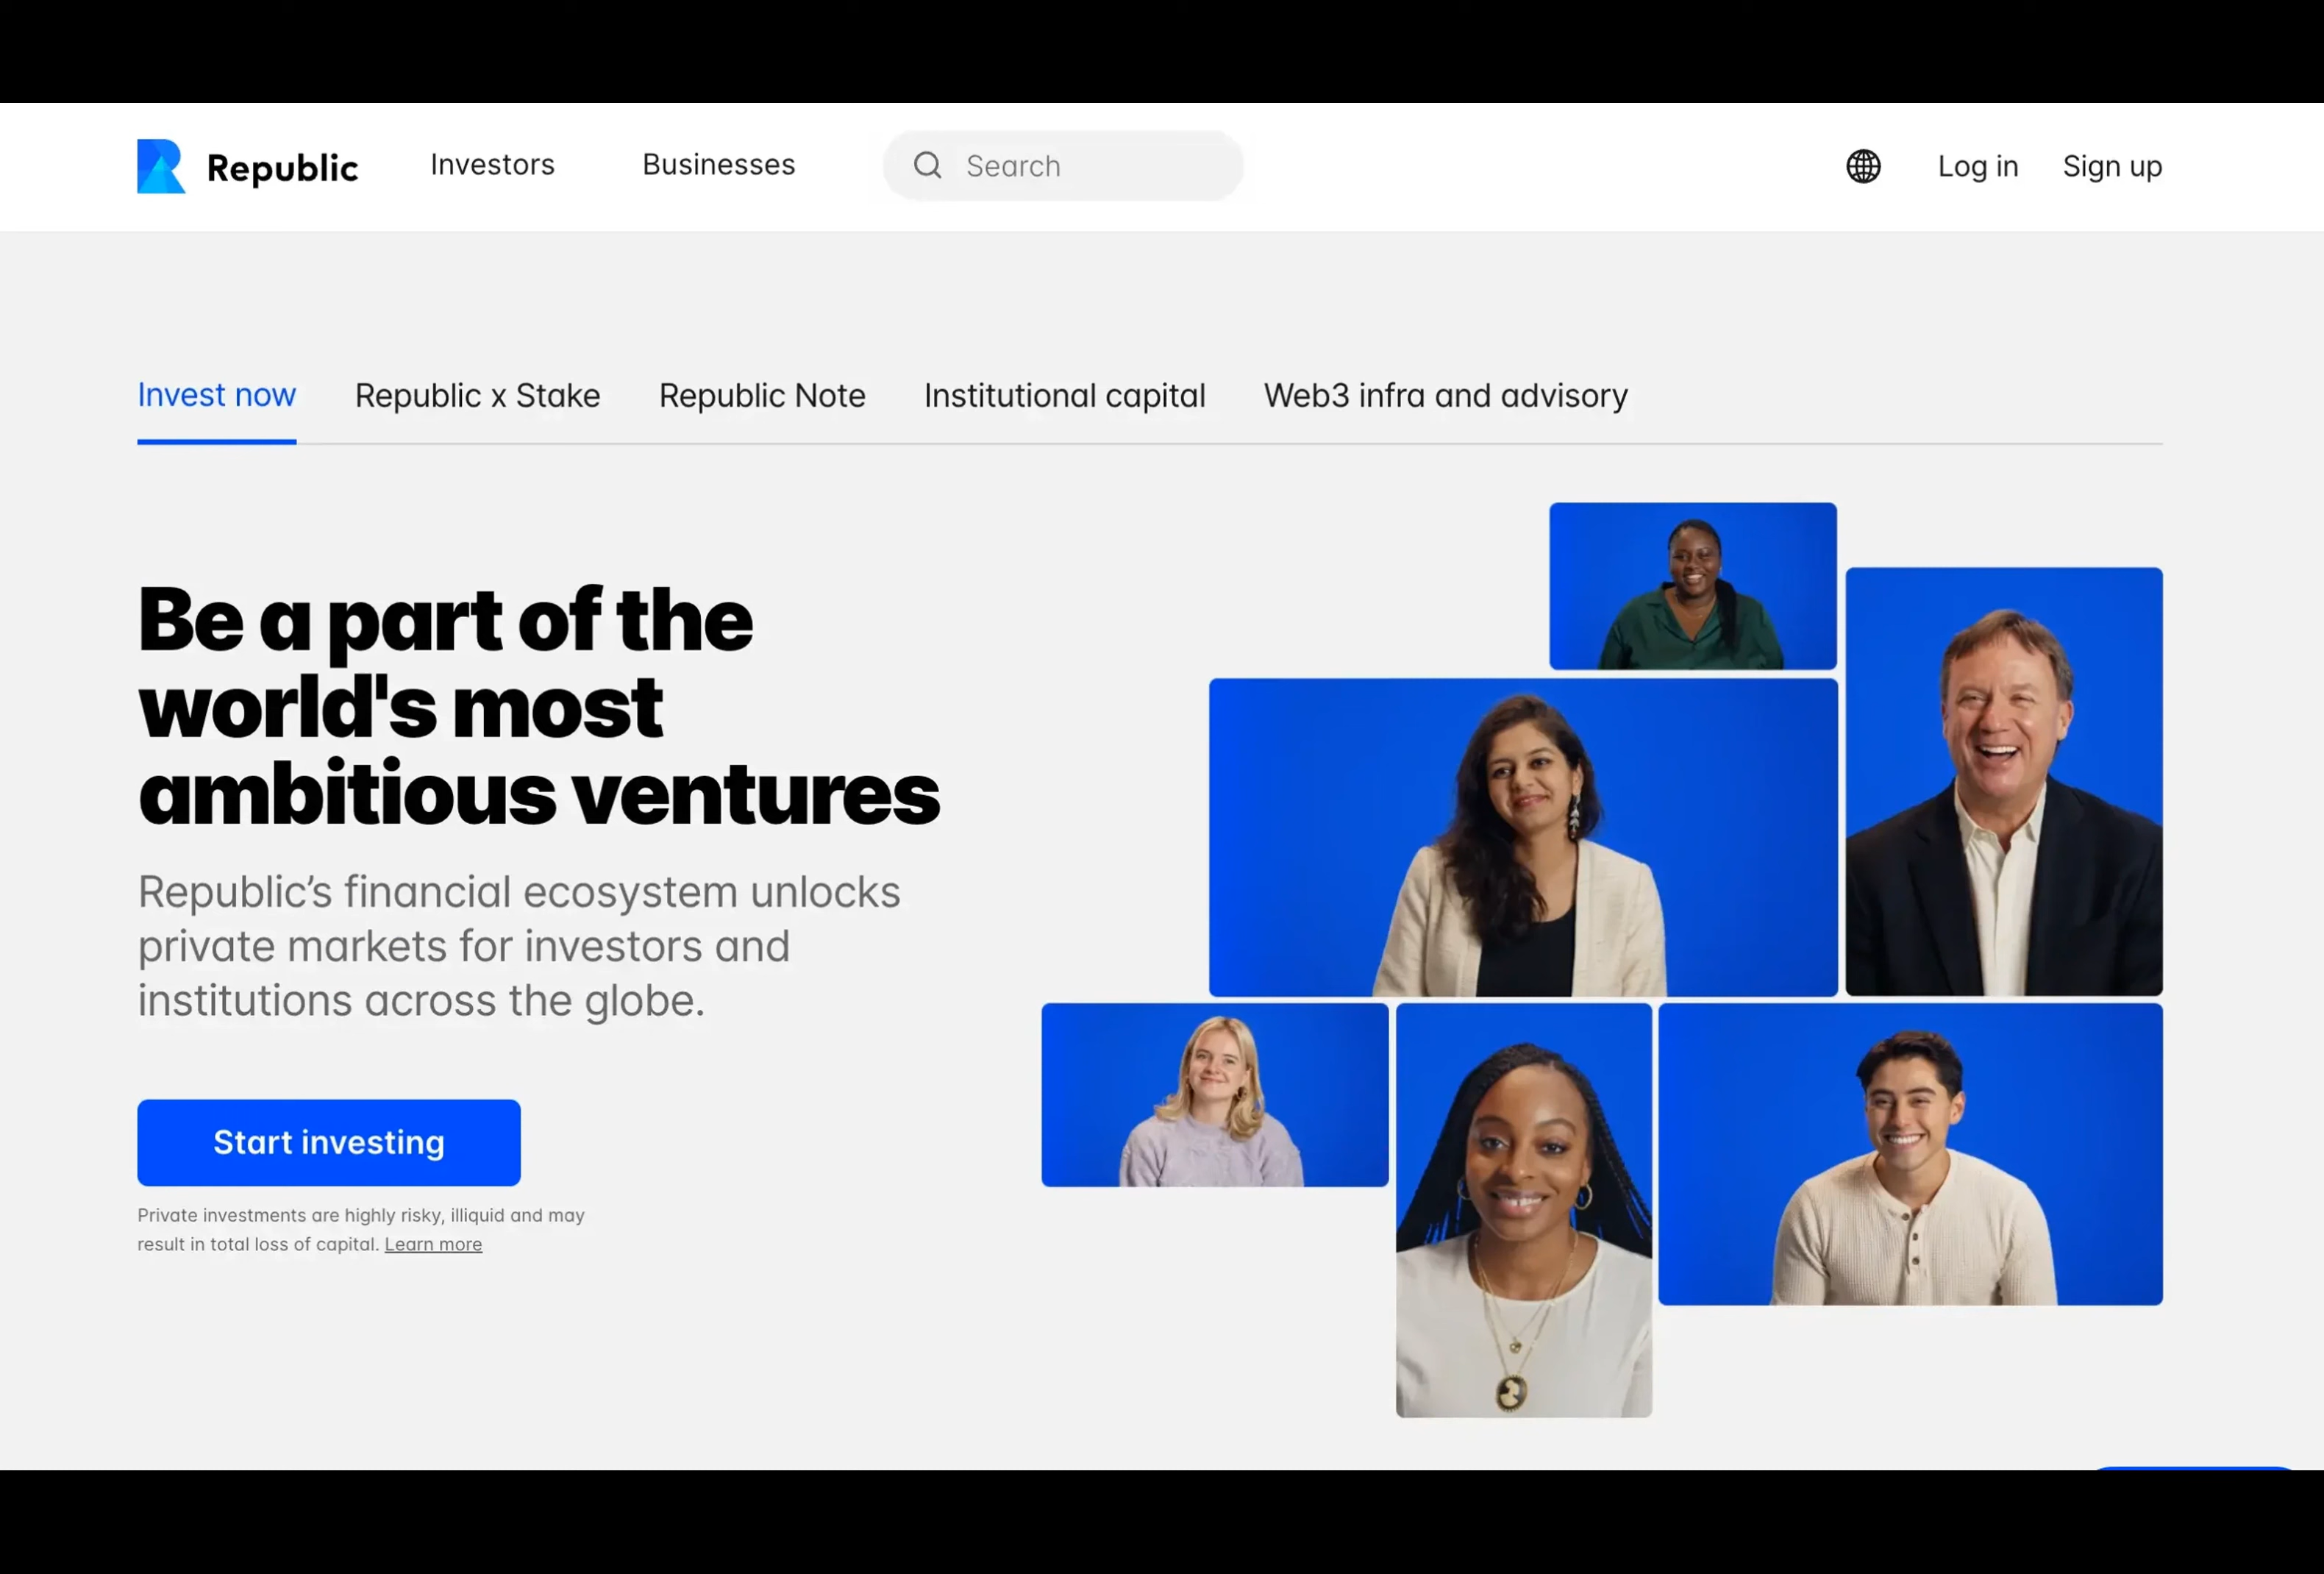 Republic
Investors
Businesses
Search
Log in
Sign up
Invest now
Republic x Stake
Republic Note
Institutional capital
Web3 infra and advisory
Be a part of the
world's most
ambitious ventures
Republic’s financial ecosystem unlocks
private markets for investors and
institutions across the globe.
Start investing
Private investments are highly risky, illiquid and may
result in total loss of capital. Learn more